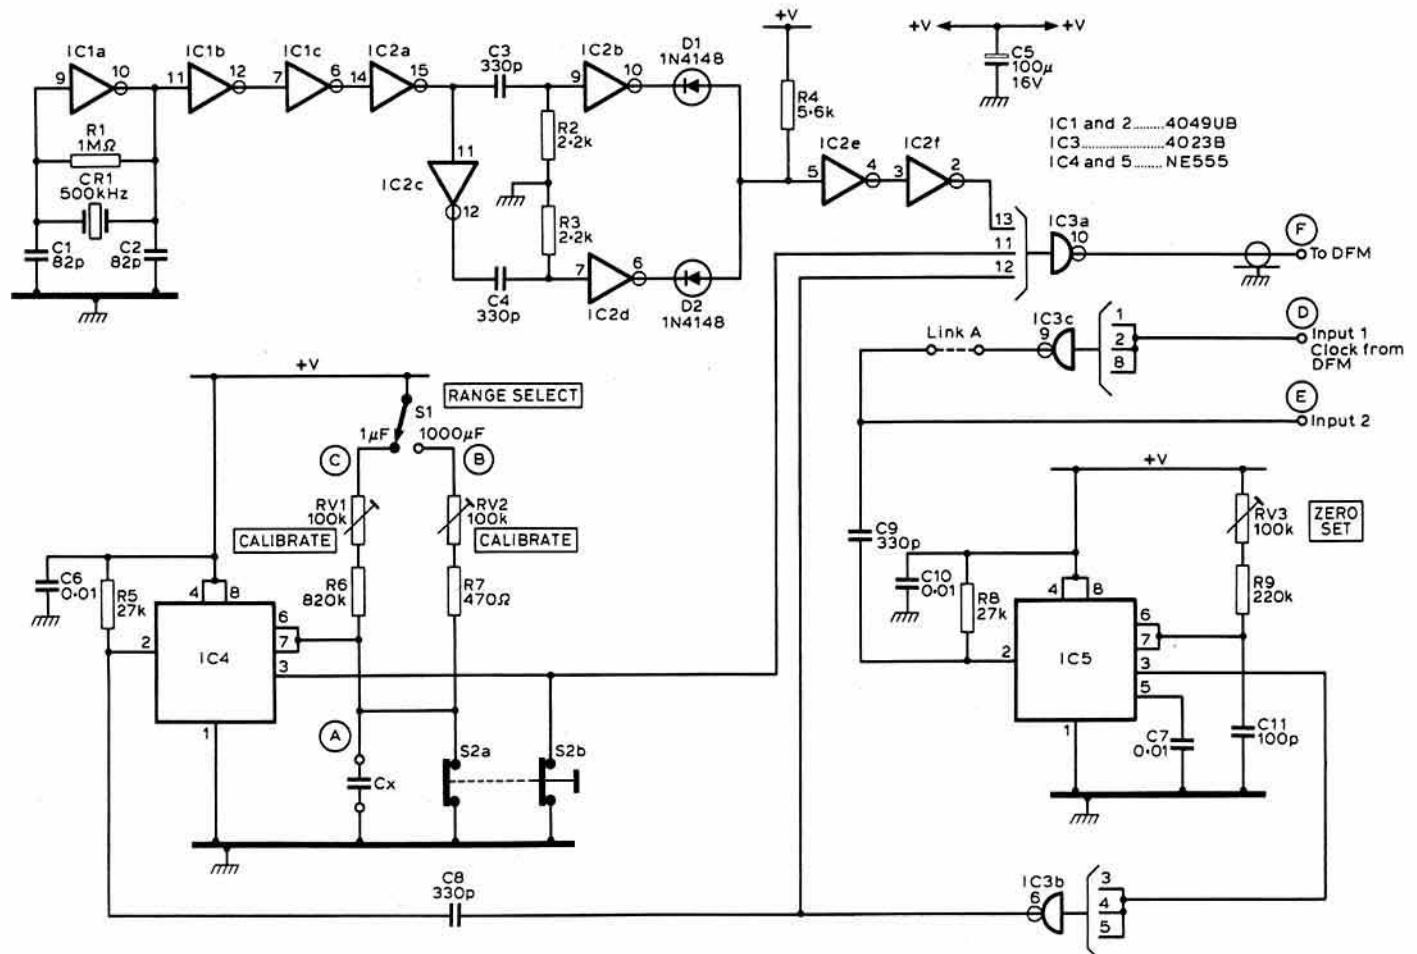 IC1a
9
10
R1
1MΩ
CR1
500kHz
C1
82p
C2
82p
IC1b
11
12
IC1c
7
6
IC2a
14
15
11
IC2c
12
C3
330p
R2
2·2k
R3
2·2k
C4
330p
IC2b
9
10
7
6
IC2d
D1
1N4148
D2
1N4148
+V
R4
5·6k
+V
+V
C5
100µ
16V
IC1 and 2........4049UB
IC3................4023B
IC4 and 5.......NE555
IC2e
5
4
IC2f
3
2
13
11
12
IC3a
10
F
To DFM
Link A
IC3c
9
1
2
8
D
Input 1
Clock from
DFM
E
Input 2
+V
RANGE SELECT
S1
1µF
1000µF
C
B
RV1
100k
RV2
100k
CALIBRATE
CALIBRATE
C6
0·01
R5
27k
R6
820k
R7
470Ω
4
8
2
IC4
6
7
3
1
A
Cx
S2a
S2b
C8
330p
+V
C9
330p
C10
0·01
R8
27k
RV3
100k
ZERO
SET
R9
220k
4
8
2
IC5
6
7
3
5
1
C7
0·01
C11
100p
IC3b
6
3
4
5